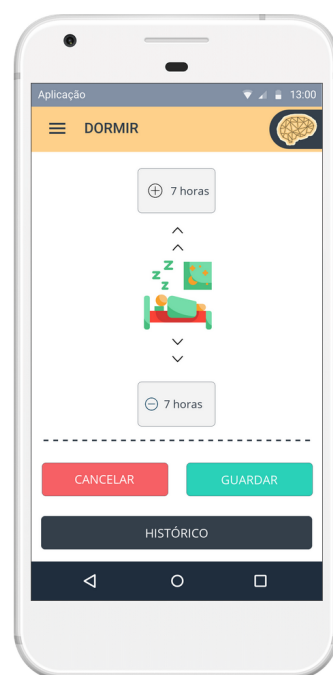 Aplicação 13:00
DORMIR
7 horas
z z z
7 horas
CANCELAR GUARDAR
HISTÓRICO